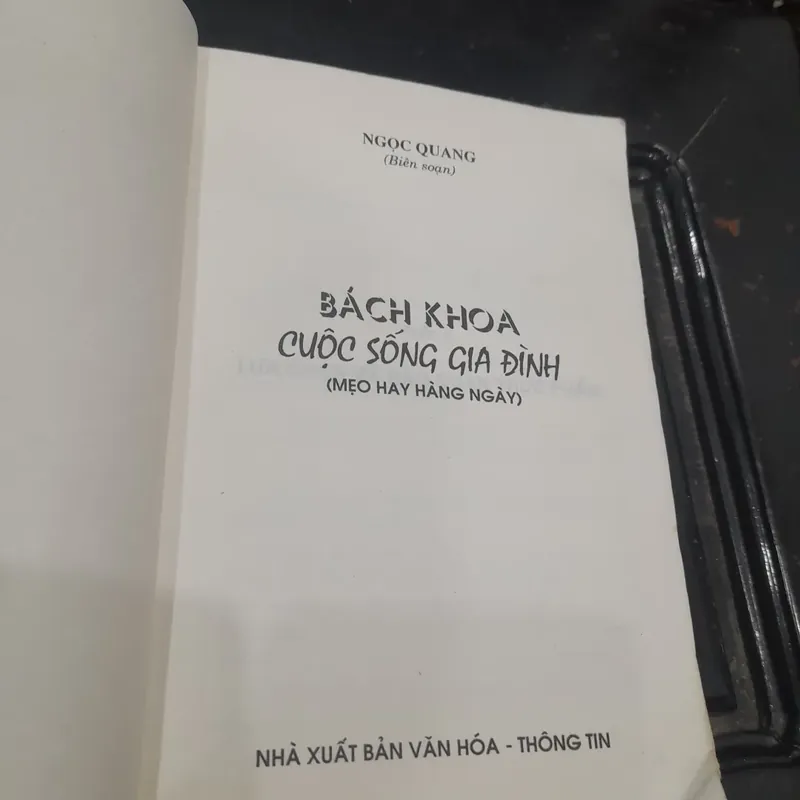 NGỌC QUANG
(Biên soạn)
BÁCH KHOA
CUỘC SỐNG GIA ĐÌNH
(MẸO HAY HÀNG NGÀY)
NHÀ XUẤT BẢN VĂN HÓA - THÔNG TIN